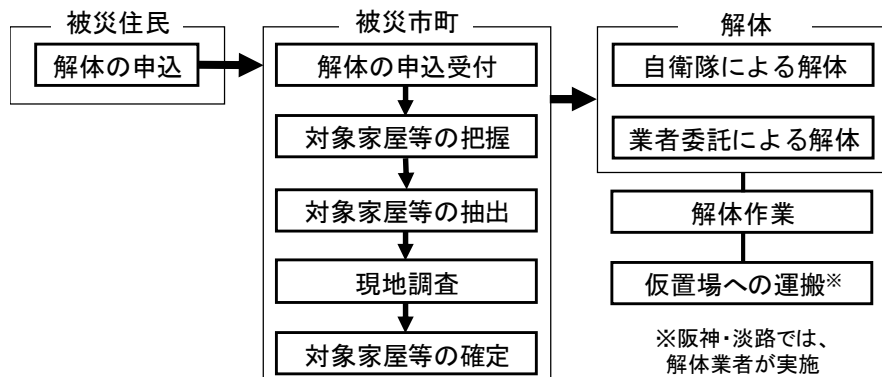 被災住民
解体の申込
被災市町
解体の申込受付
対象家屋等の把握
対象家屋等の抽出
現地調査
対象家屋等の確定
解体
自衛隊による解体
業者委託による解体
解体作業
仮置場への運搬※
※阪神・淡路では、
解体業者が実施